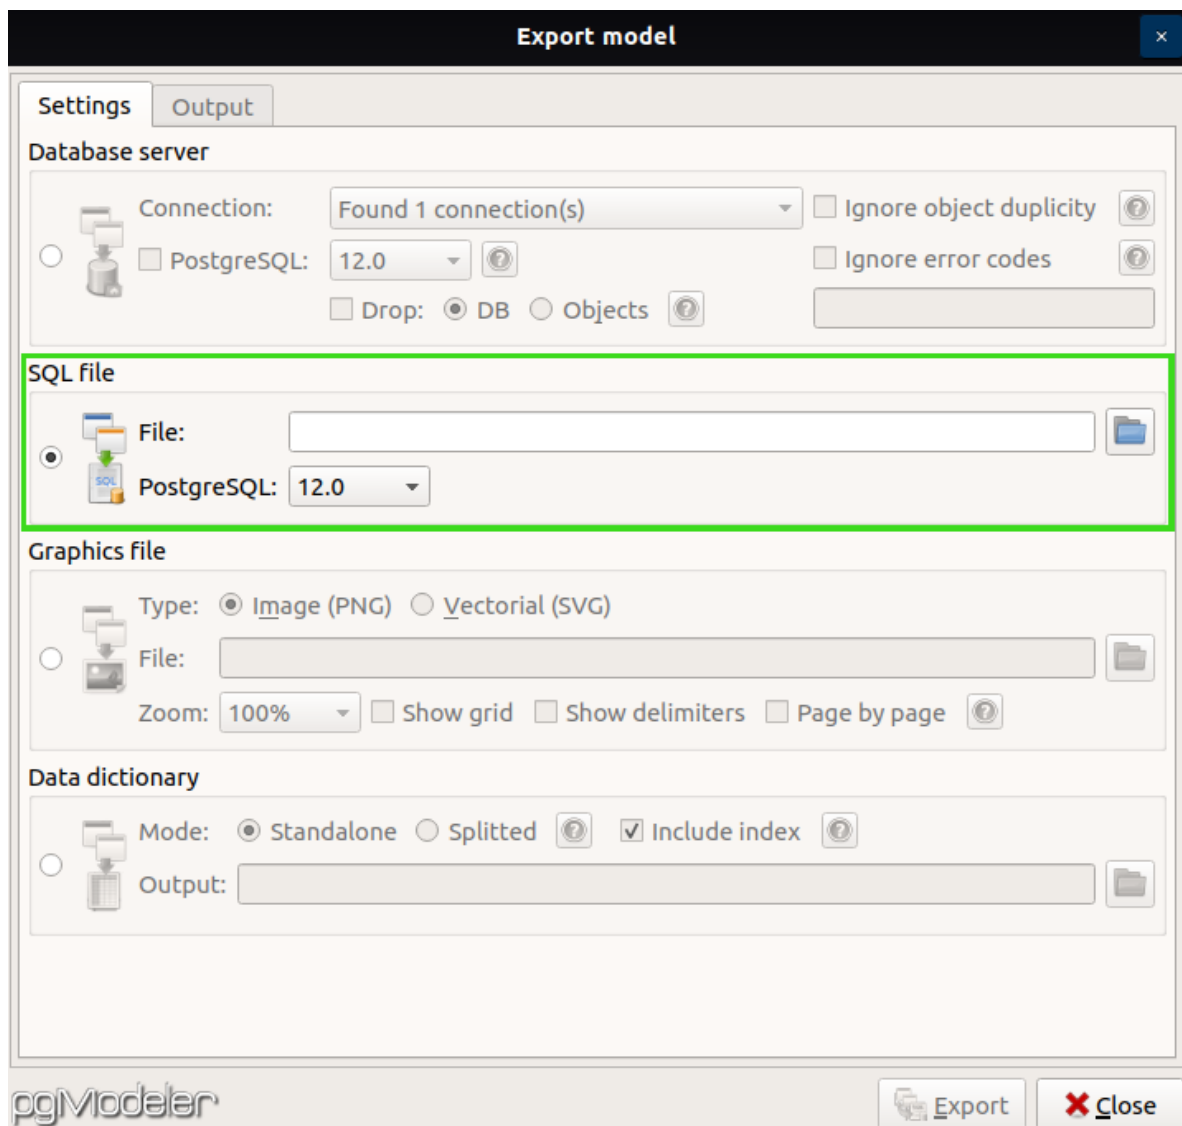 Export model
Settings Output
Database server
Connection: Found 1 connection(s) Ignore object duplicity
PostgreSQL: 12.0 Ignore error codes
Drop: DB Objects
SQL file
File:
SQL
PostgreSQL: 12.0
Graphics file
Type: Image (PNG) Vectorial (SVG)
File:
Zoom: 100% Show grid Show delimiters Page by page
Data dictionary
Mode: Standalone Splitted Include index
Output:
pgModeler Export Close